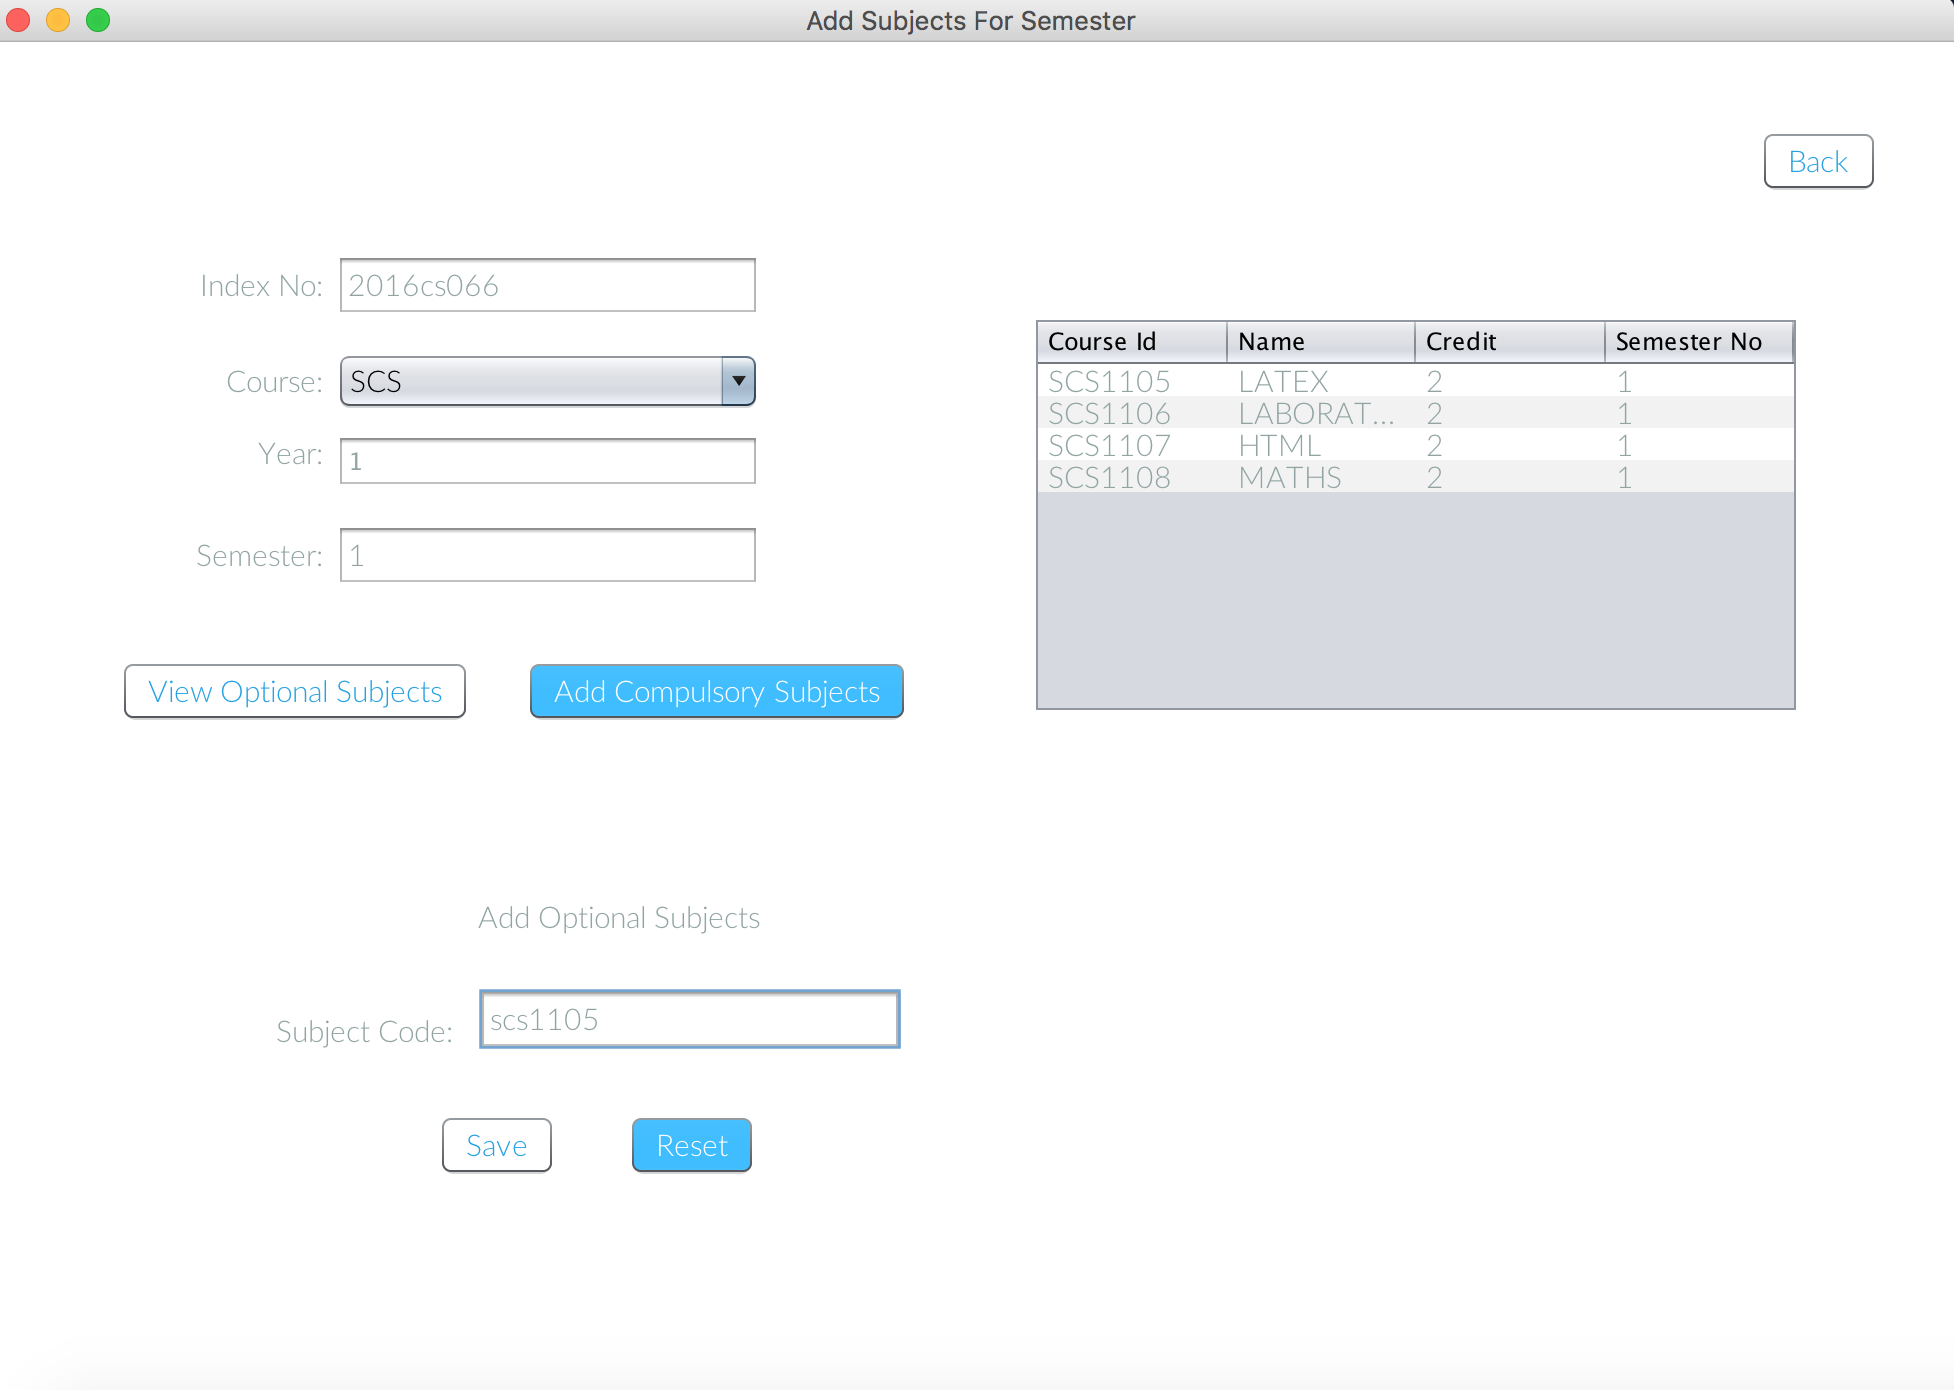 Add Subjects For Semester
Back
Index No: 2016cs066
Course: SCS
Year: 1
Semester: 1
View Optional Subjects Add Compulsory Subjects
Course Id Name Credit Semester No
SCS1105 LATEX 2 1
SCS1106 LABORAT... 2 1
SCS1107 HTML 2 1
SCS1108 MATHS 2 1
Add Optional Subjects
Subject Code: scs1105
Save Reset